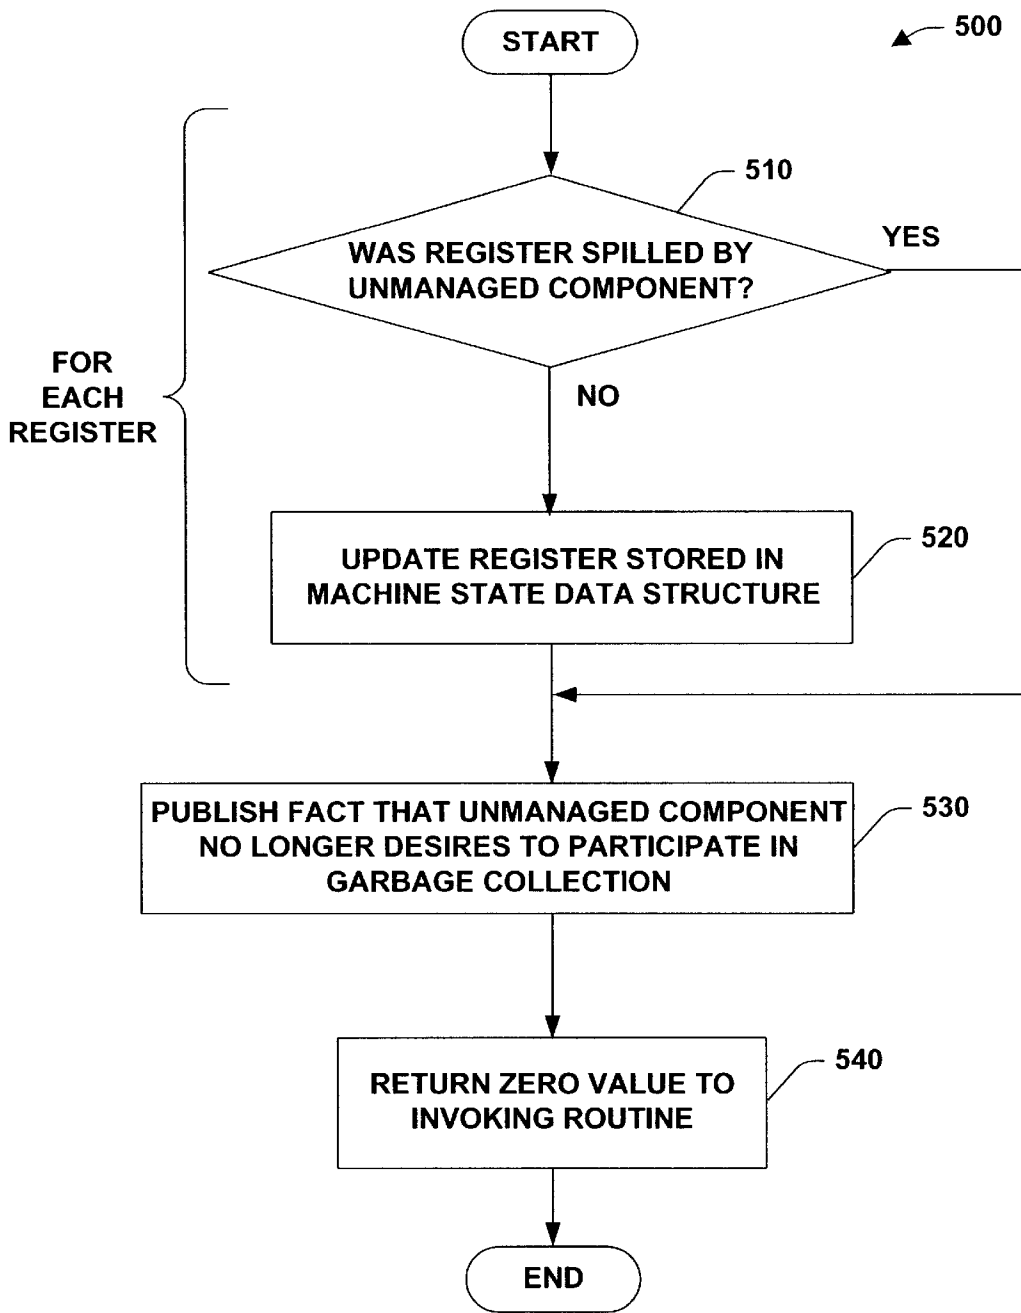 START
500
510
WAS REGISTER SPILLED BY
UNMANAGED COMPONENT?
YES
FOR
EACH
REGISTER
NO
520
UPDATE REGISTER STORED IN
MACHINE STATE DATA STRUCTURE
530
PUBLISH FACT THAT UNMANAGED COMPONENT
NO LONGER DESIRES TO PARTICIPATE IN
GARBAGE COLLECTION
540
RETURN ZERO VALUE TO
INVOKING ROUTINE
END